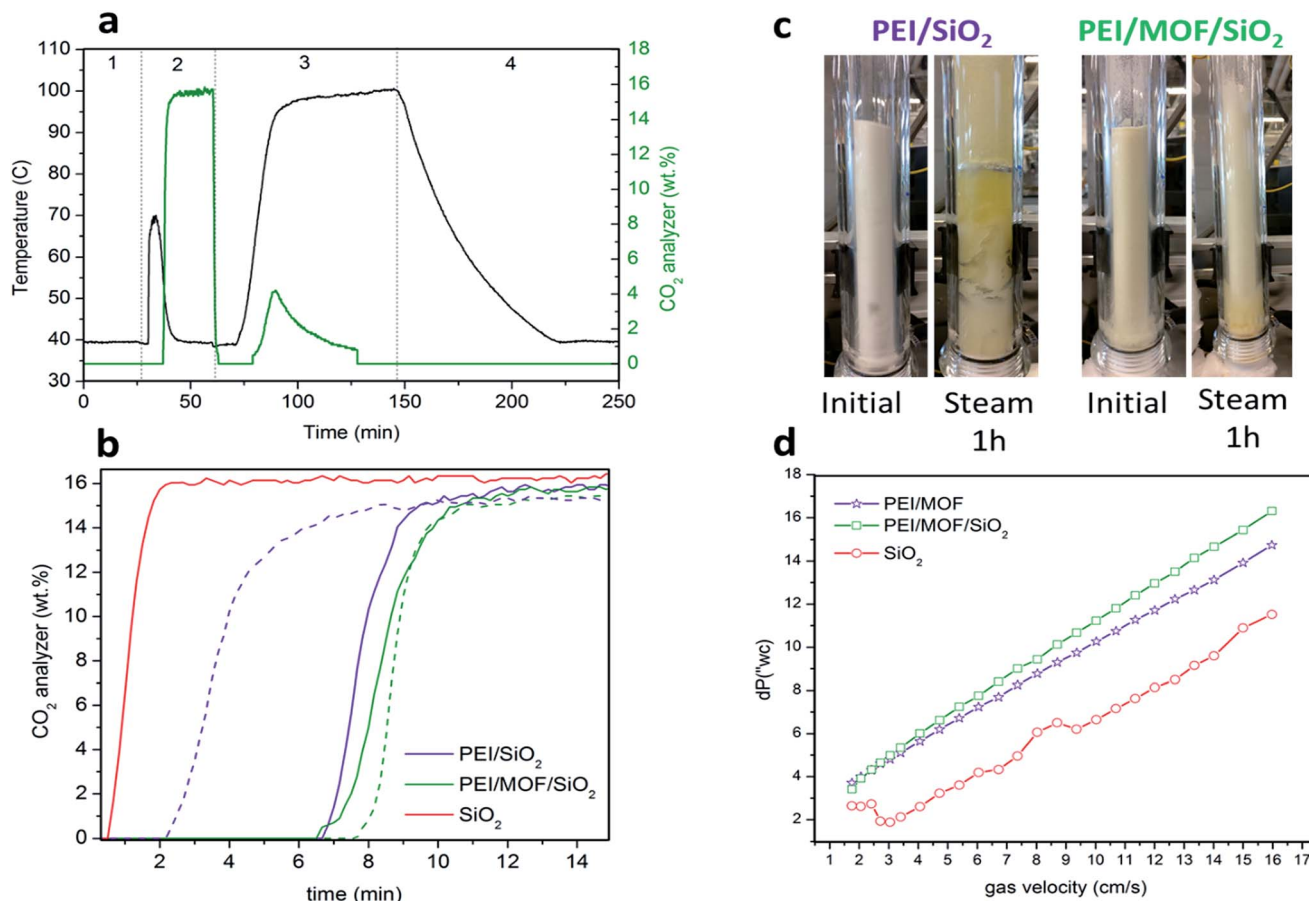 a
1 2 3 4
110
100
90
80
70
60
50
40
30
Temperature (C)
0 50 100 150 200 250
Time (min)
18
16
14
12
10
8
6
4
2
0
CO₂ analyzer (wt.%)
b
16
14
12
10
8
6
4
2
0
CO₂ analyzer (wt.%)
PEI/SiO₂
PEI/MOF/SiO₂
SiO₂
2 4 6 8 10 12 14
time (min)
c
PEI/SiO₂ PEI/MOF/SiO₂
Initial Steam Initial Steam
1h 1h
d
18
16
14
12
10
8
6
4
2
dP("wc)
PEI/MOF
PEI/MOF/SiO₂
SiO₂
1 2 3 4 5 6 7 8 9 10 11 12 13 14 15 16 17
gas velocity (cm/s)